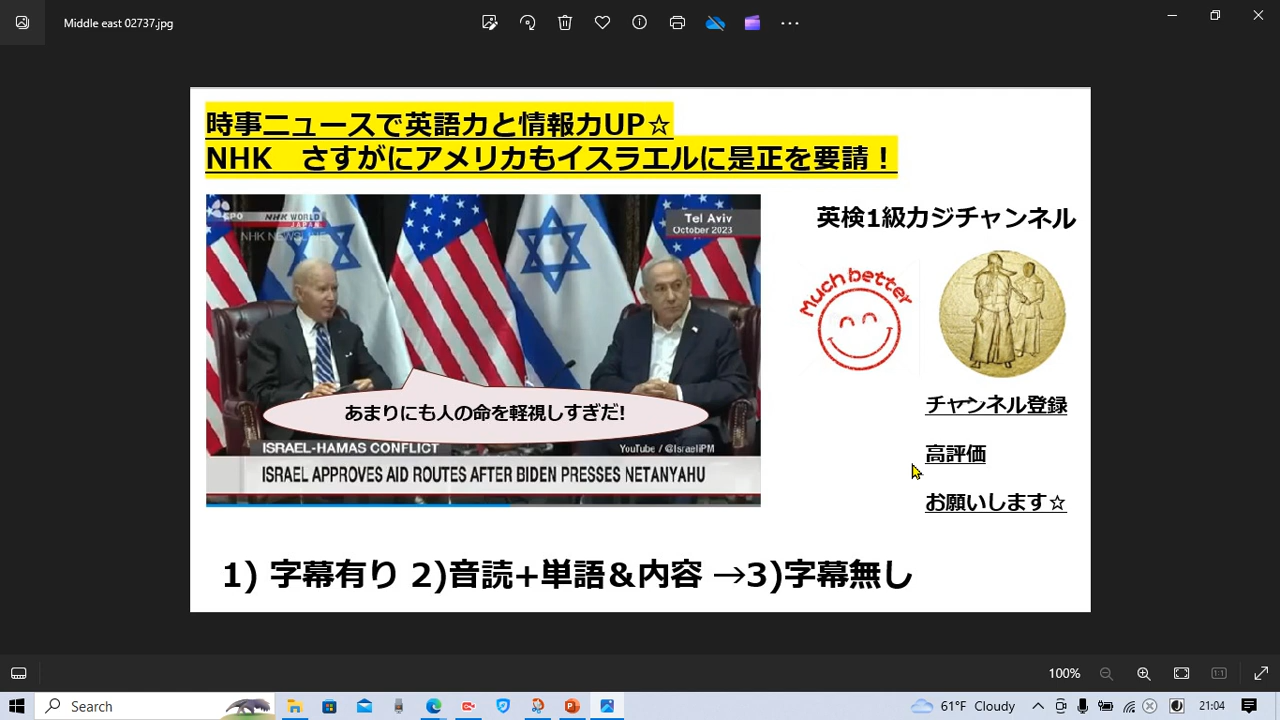 Middle east 02737.jpg
時事ニュースで英語力と情報力UP☆
NHK　さすがにアメリカもイスラエルに是正を要請！
NHK WORLD
JAPAN
NHK NEWSLINE
Tel Aviv
October 2023
英検1級カジチャンネル
Much better
チャンネル登録
あまりにも人の命を軽視しすぎだ!
ISRAEL-HAMAS CONFLICT
YouTube / @IsraeliPM
高評価
ISRAEL APPROVES AID ROUTES AFTER BIDEN PRESSES NETANYAHU
お願いします☆
1) 字幕有り 2)音読+単語＆内容 →3)字幕無し
100%
1:1
Search
61°F Cloudy
21:04